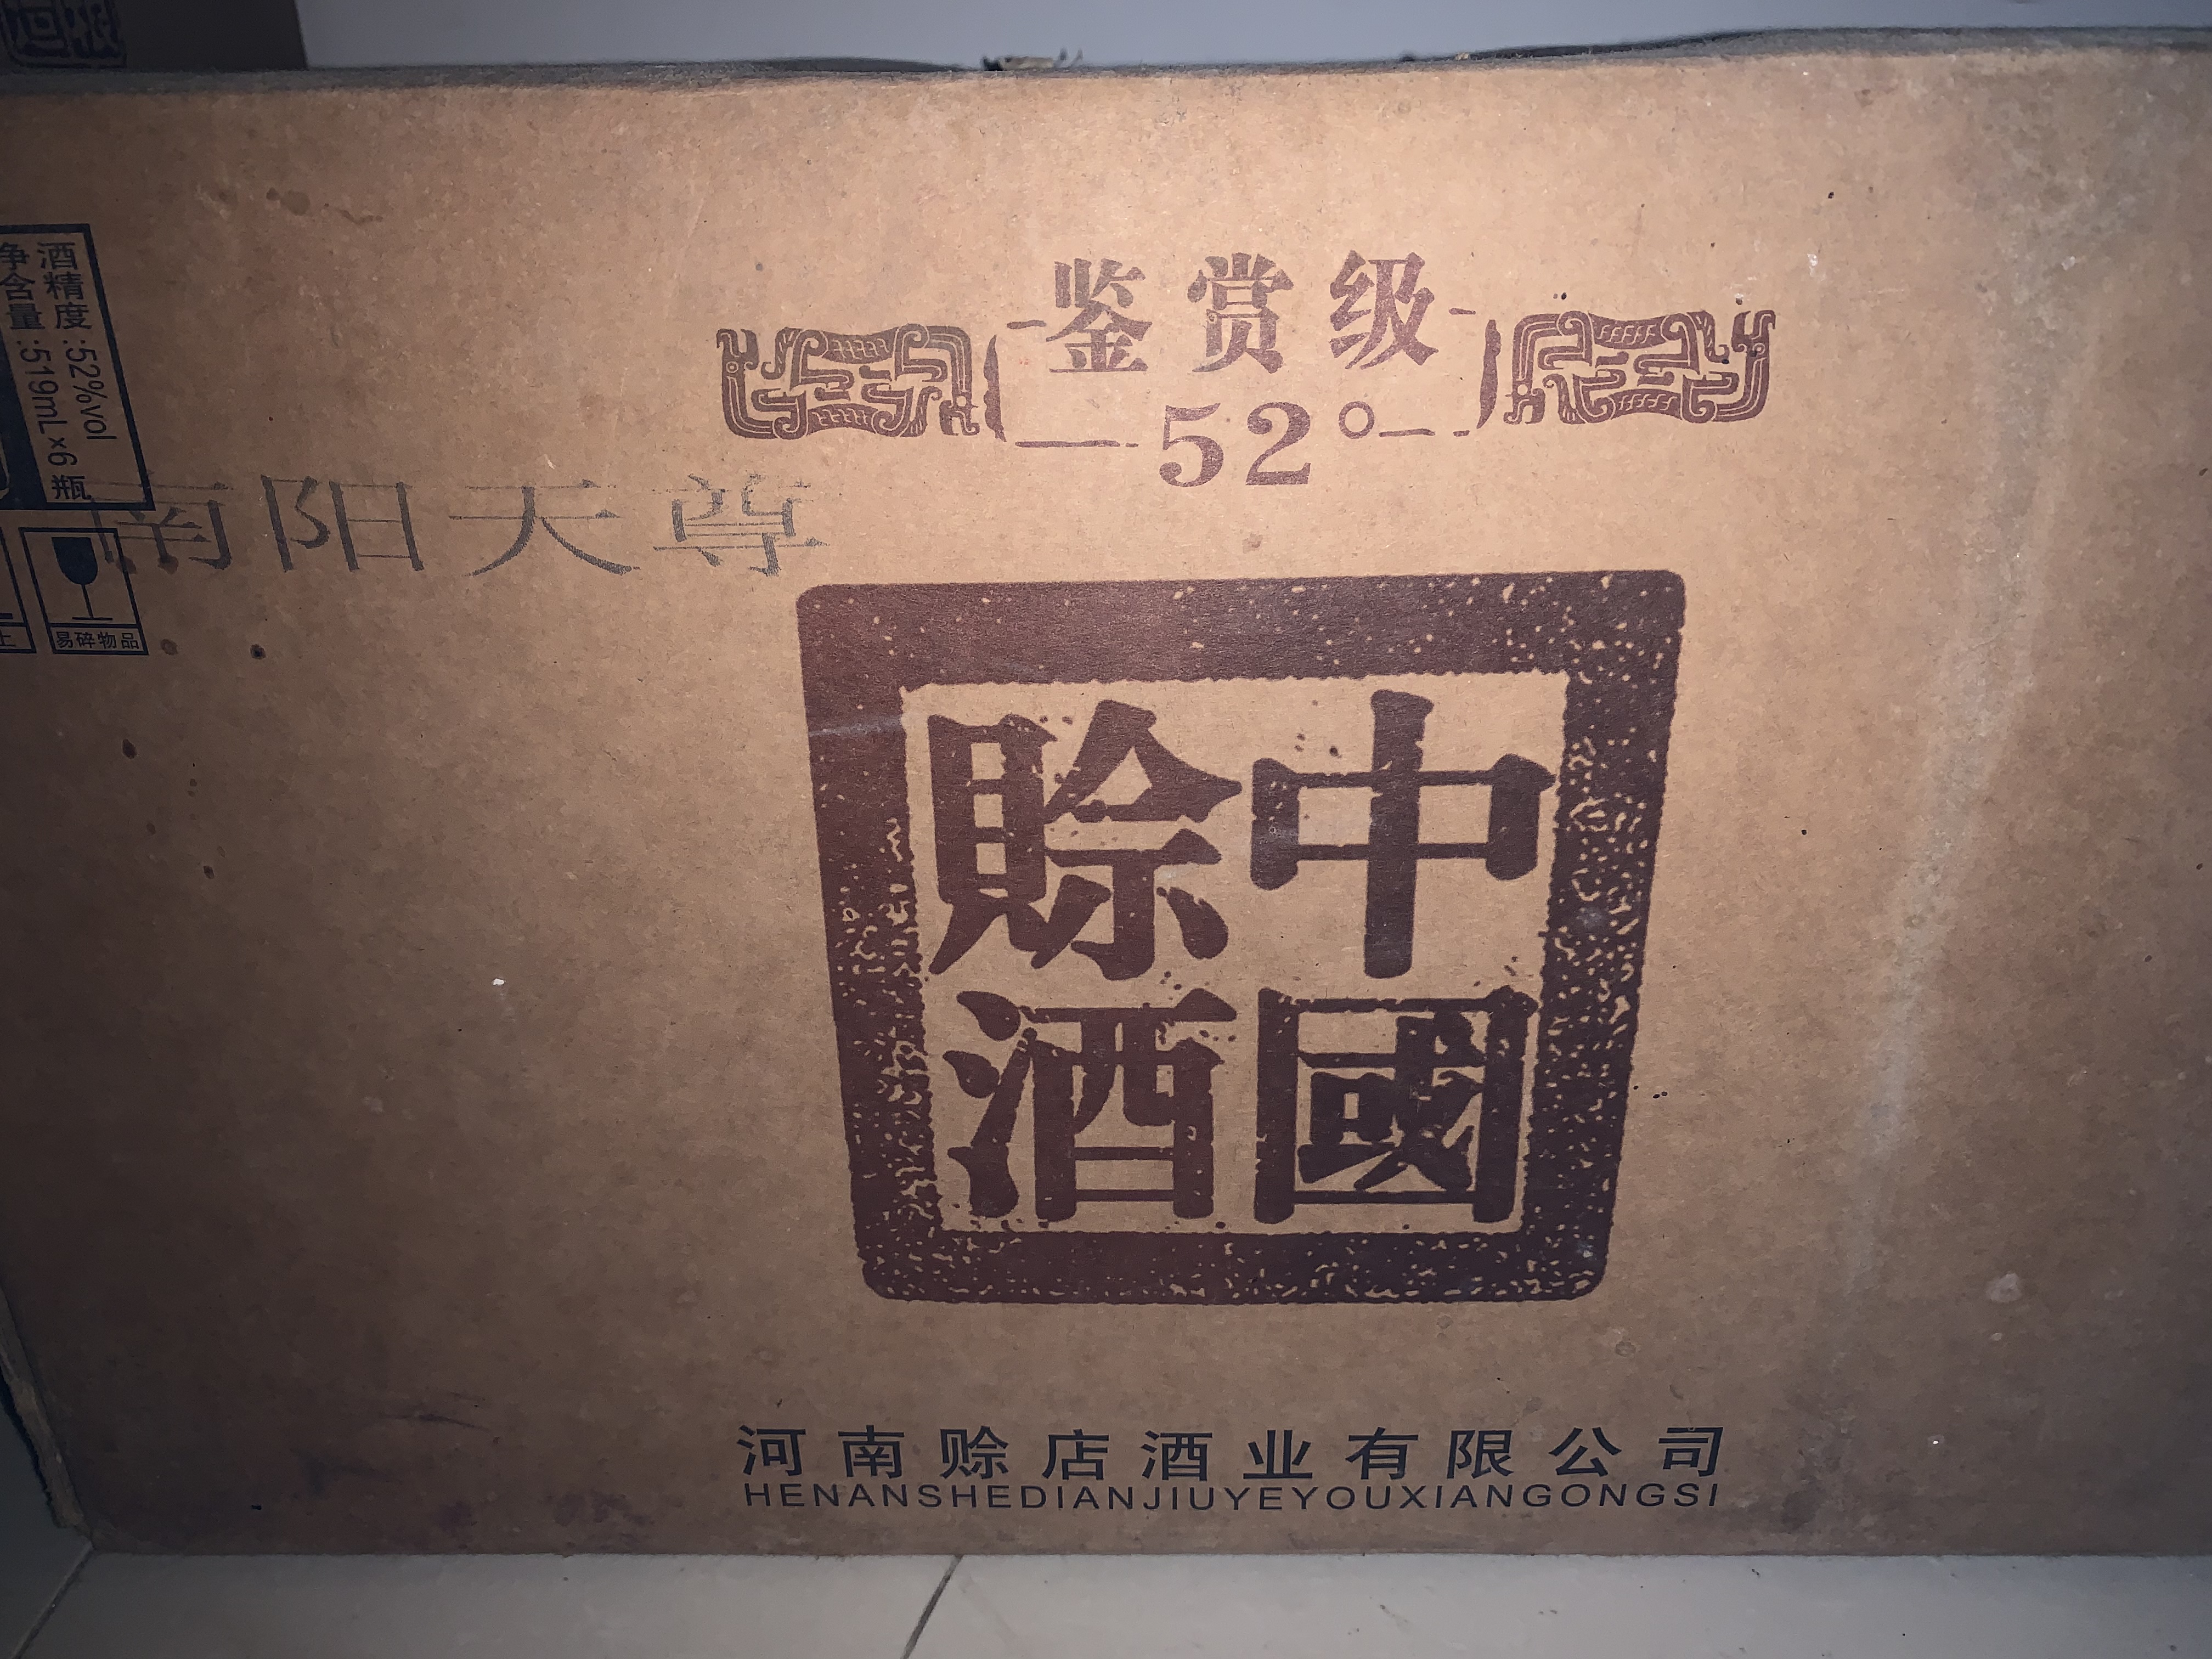 鉴赏级
52°
酒精度:52%vol
净含量:519mL×6瓶
南阳天尊
易碎物品
中國
賒酒
河南赊店酒业有限公司
HENANSHEDIANJIUYEYOUXIANGONGSI